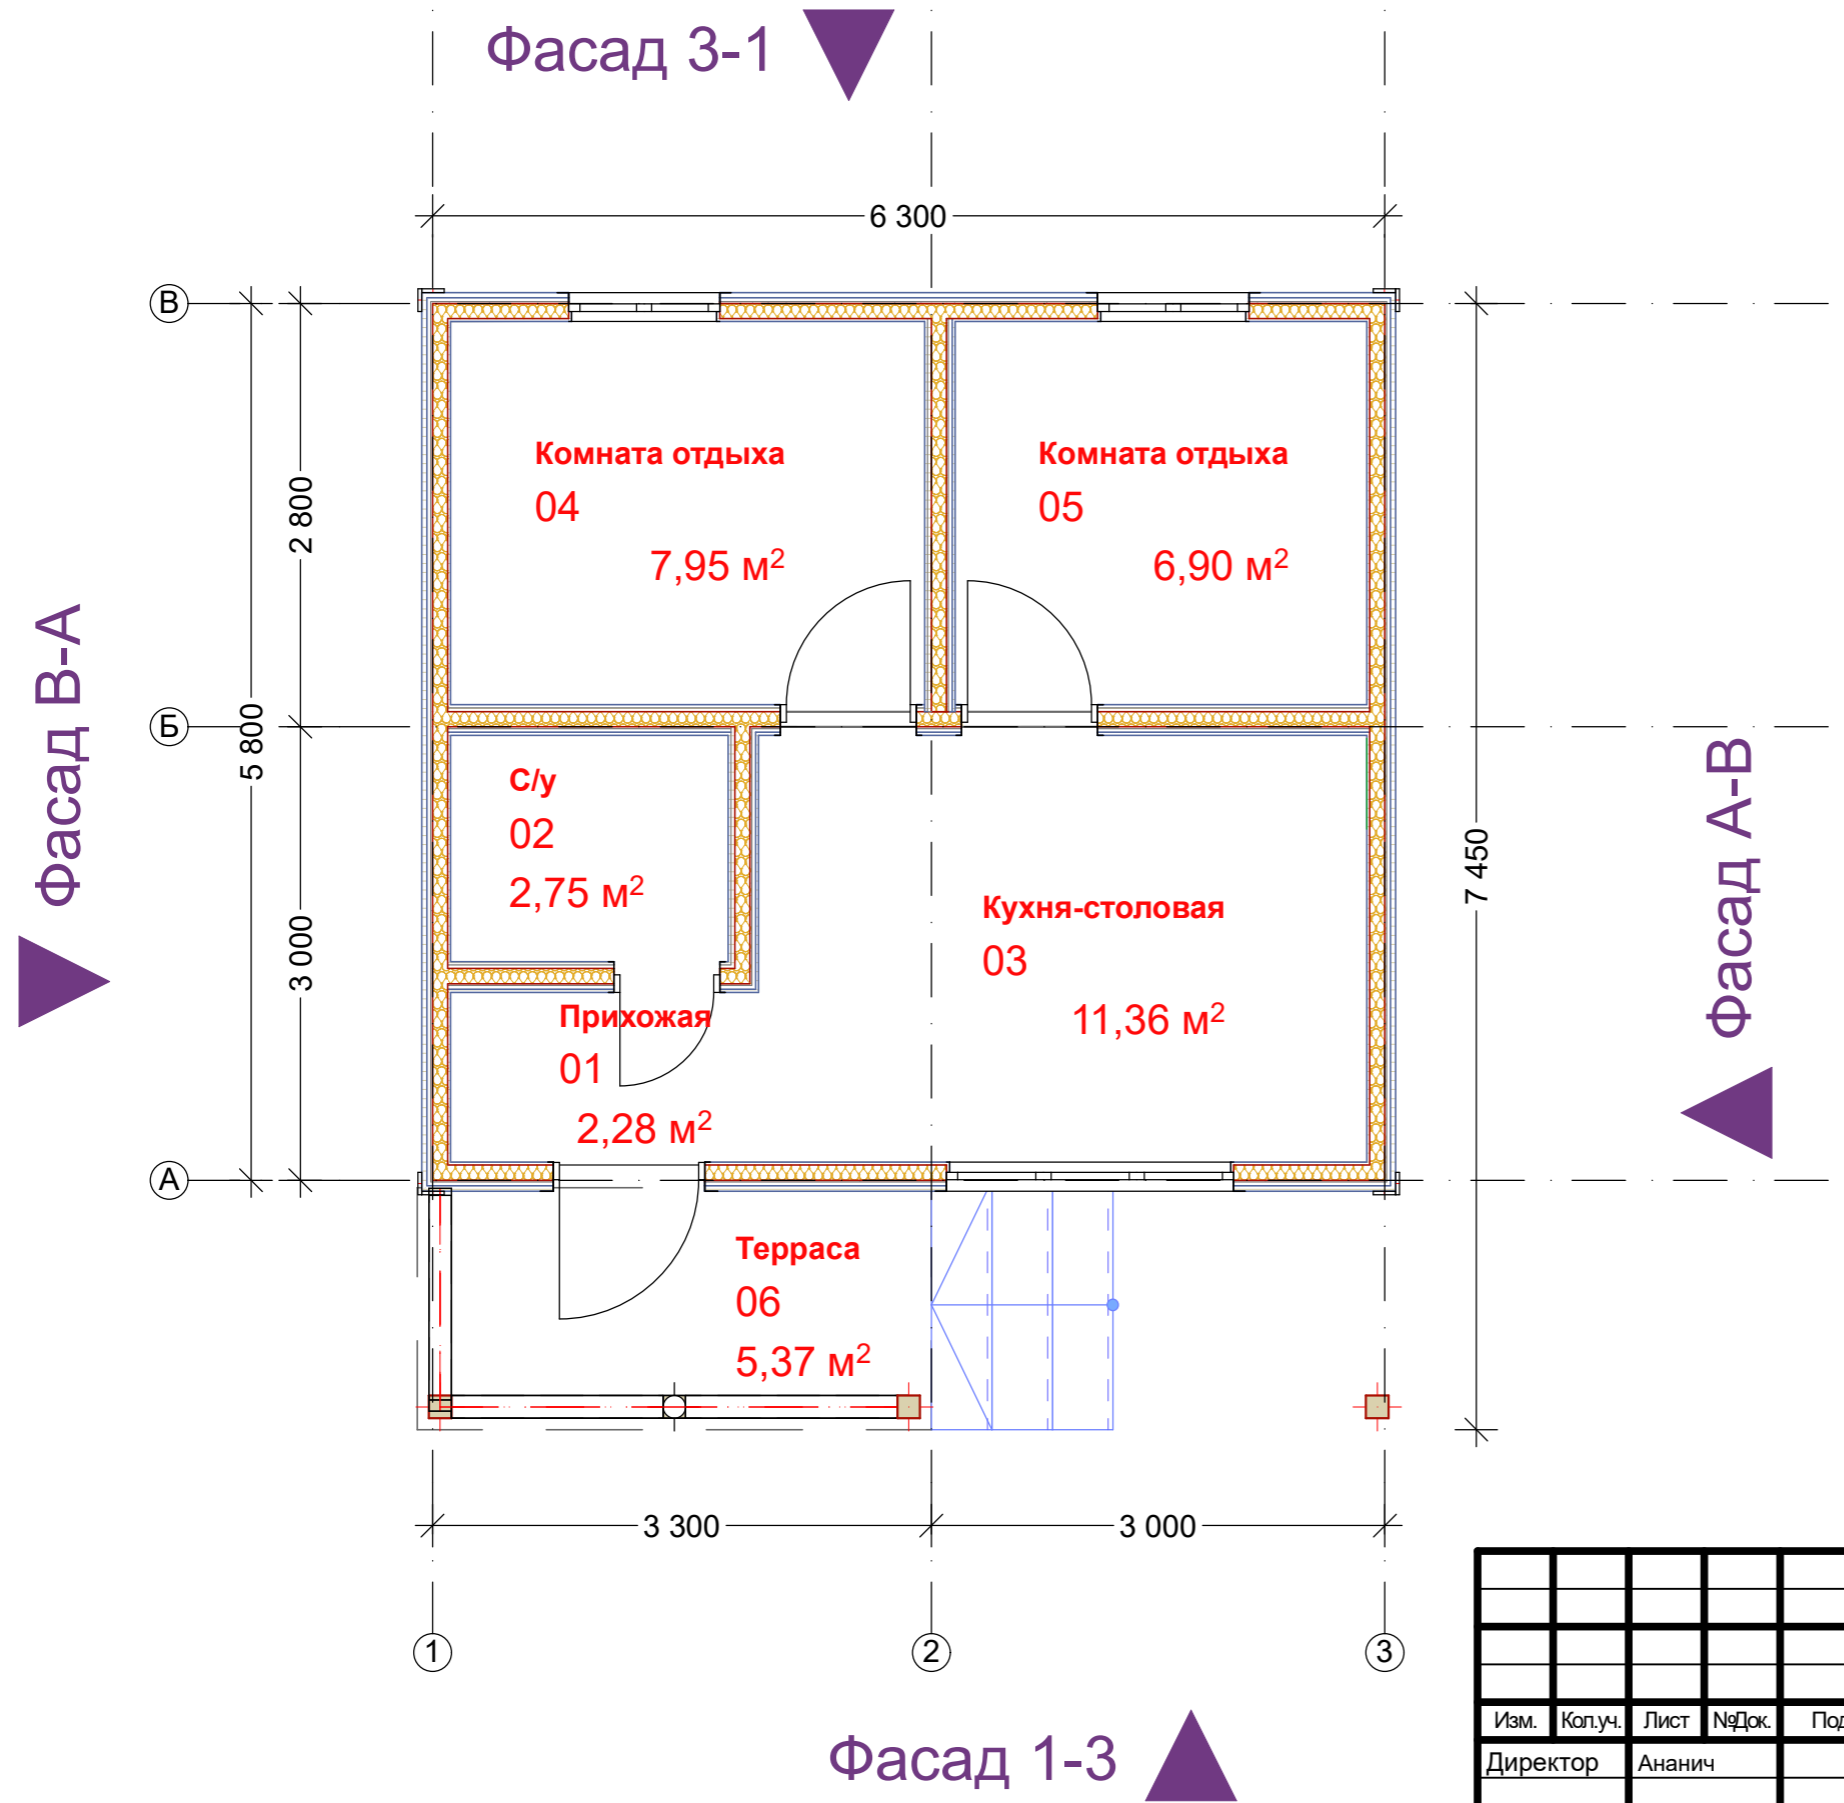 Фасад 3-1
6 300
В
Комната отдыха
04
7,95 м²
Комната отдыха
05
6,90 м²
2 800
Фасад В-А
5 800
Б
С/у
02
2,75 м²
Фасад А-В
7 450
3 000
Кухня-столовая
03
11,36 м²
Прихожая
01
2,28 м²
А
Терраса
06
5,37 м²
3 300
3 000
1
2
3
Изм. Кол.уч. Лист №Док.
Директор Ананич
Фасад 1-3